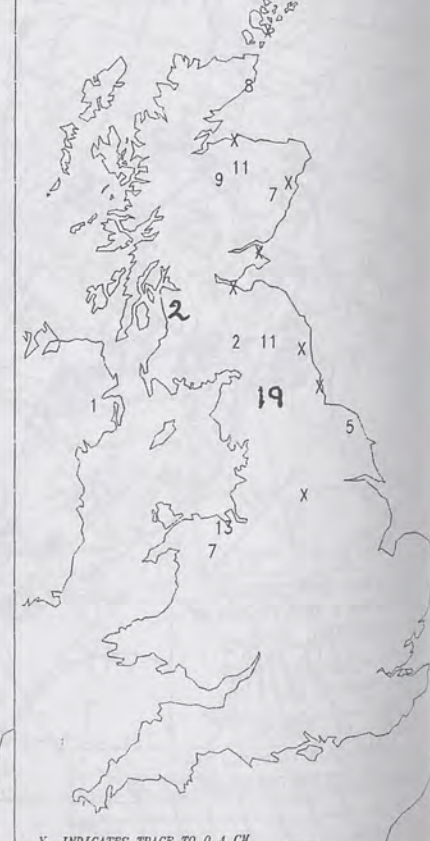 8
X
11
9
X
7
X
X
2
2 11 X
X
19
1
5
X
13
7
X INDICATES TRACE TO 0.4 CM